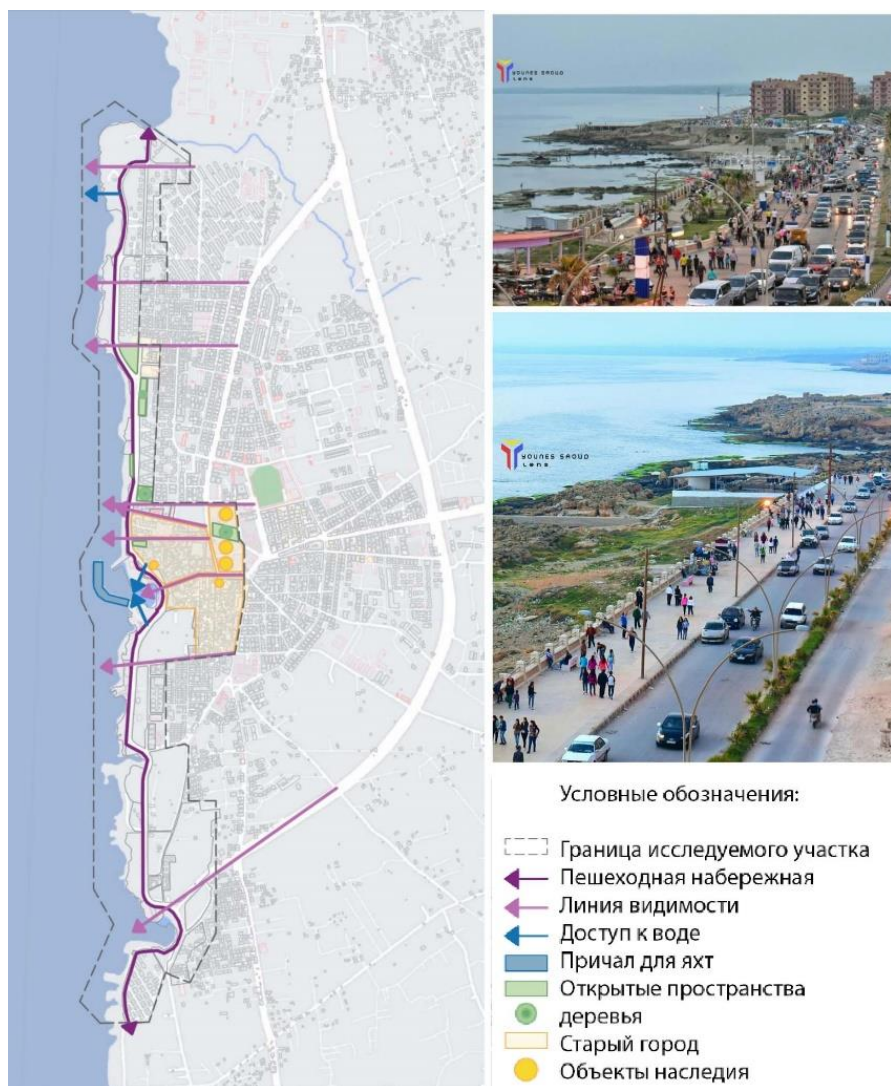 YOUNES SAOUD
Lens
YOUNES SAOUD
Lens
Условные обозначения:
Граница исследуемого участка
Пешеходная набережная
Линия видимости
Доступ к воде
Причал для яхт
Открытые пространства
деревья
Старый город
Объекты наследия